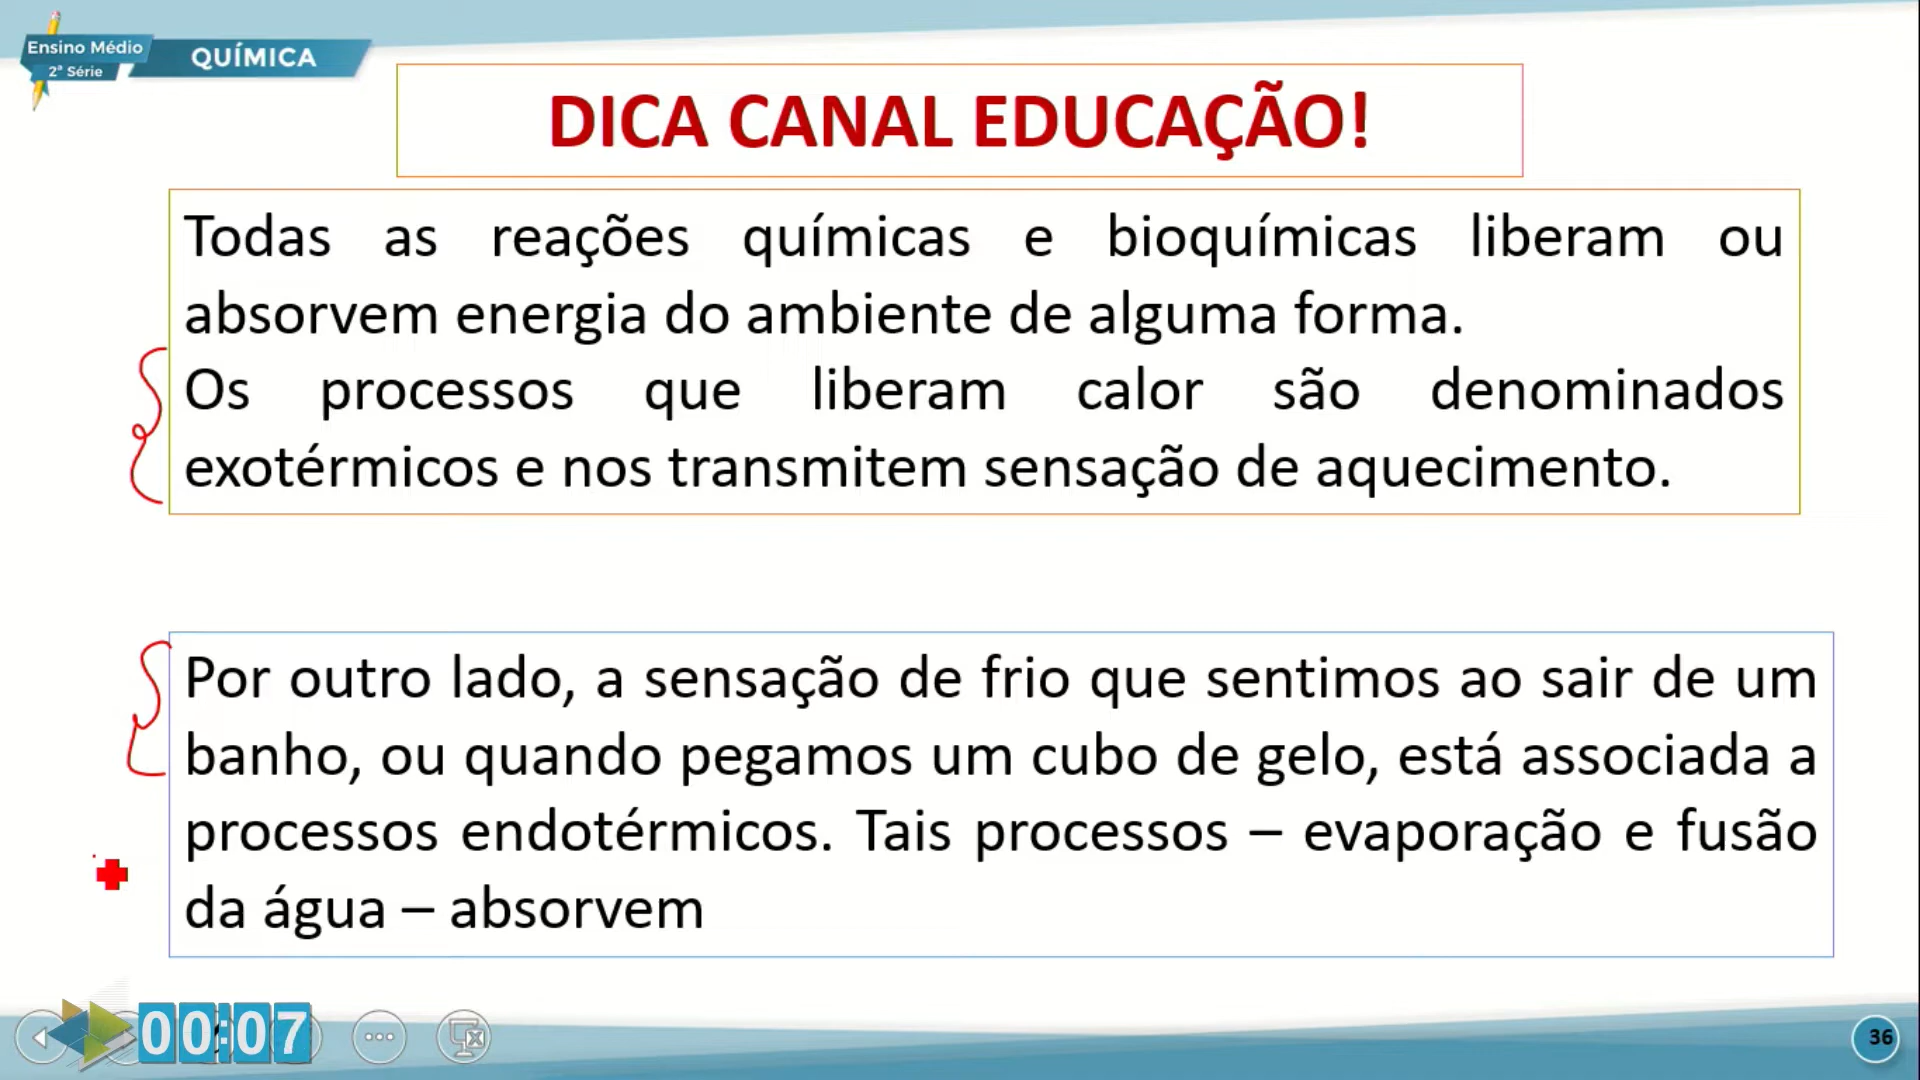 Ensino Médio
2ª Série
QUÍMICA
DICA CANAL EDUCAÇÃO!
Todas as reações químicas e bioquímicas liberam ou
absorvem energia do ambiente de alguma forma.
Os processos que liberam calor são denominados
exotérmicos e nos transmitem sensação de aquecimento.
Por outro lado, a sensação de frio que sentimos ao sair de um
banho, ou quando pegamos um cubo de gelo, está associada a
processos endotérmicos. Tais processos – evaporação e fusão
da água – absorvem
00:07
36